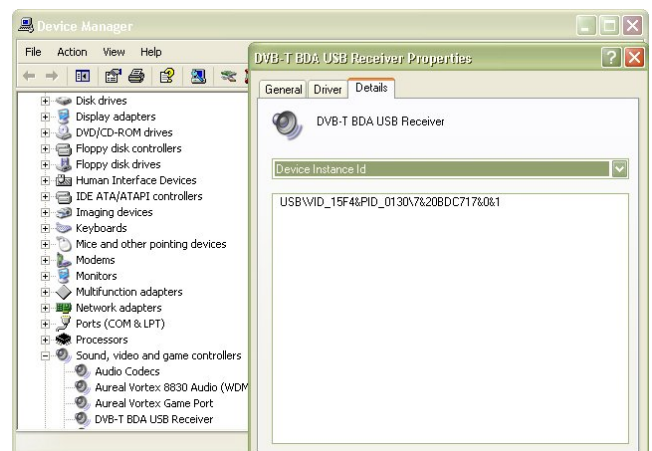 Device Manager
File Action View Help
Disk drives
Display adapters
DVD/CD-ROM drives
Floppy disk controllers
Floppy disk drives
Human Interface Devices
IDE ATA/ATAPI controllers
Imaging devices
Keyboards
Mice and other pointing devices
Modems
Monitors
Multifunction adapters
Network adapters
Ports (COM & LPT)
Processors
Sound, video and game controllers
Audio Codecs
Aureal Vortex 8830 Audio (WDM
Aureal Vortex Game Port
DVB-T BDA USB Receiver
DVB-T BDA USB Receiver Properties
General Driver Details
DVB-T BDA USB Receiver
Device Instance Id
USB\VID_15F4&PID_0130\7&20BDC717&0&1